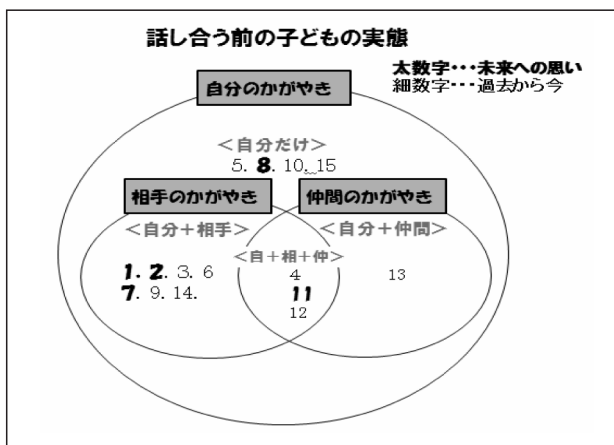 話し合う前の子どもの実態
太数字・・・未来への思い
細数字・・・過去から今
自分のかがやき
＜自分だけ＞
5. 8. 10. 15
相手のかがやき
仲間のかがやき
＜自分＋相手＞
＜自分＋仲間＞
＜自＋相＋仲＞
1. 2. 3. 6
4
13
7. 9. 14.
11
12